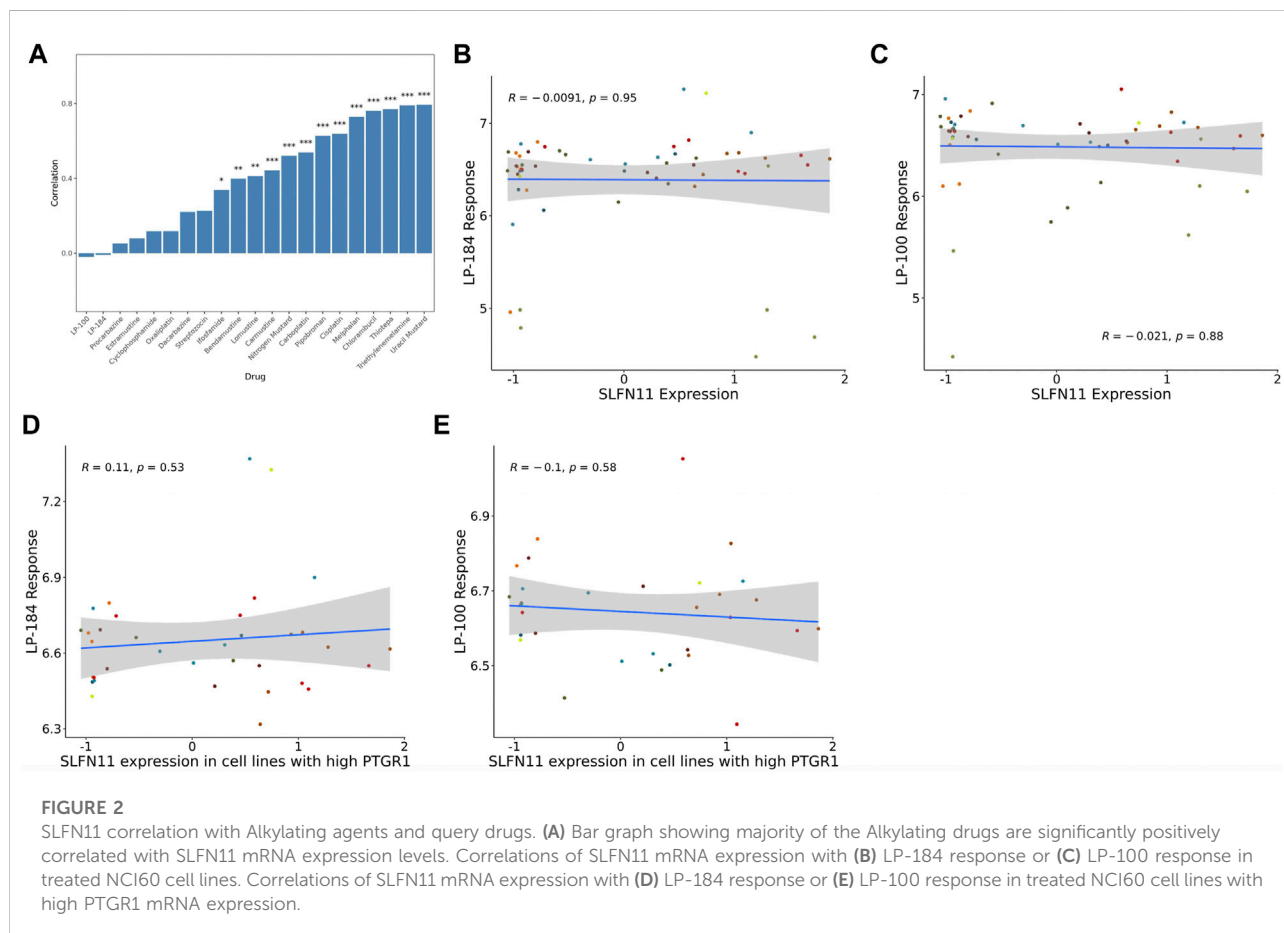 A
Correlation
0.8
0.4
0.0
*
**
**
***
***
***
***
***
***
***
***
***
***
LP-100
LP-184
Procarbazine
Estramustine
Cyclophosphamide
Oxaliplatin
Dacarbazine
Streptozocin
Ifosfamide
Bendamustine
Lomustine
Carmustine
Nitrogen Mustard
Carboplatin
Pipobroman
Cisplatin
Melphalan
Chlorambucil
Thiotepa
Triethylenemelamine
Uracil Mustard
Drug
B
R = −0.0091, p = 0.95
LP-184 Response
7
6
5
-1
0
1
2
SLFN11 Expression
C
LP-100 Response
7
6
5
R = −0.021, p = 0.88
-1
0
1
2
SLFN11 Expression
D
R = 0.11, p = 0.53
LP-184 Response
7.2
6.9
6.6
6.3
-1
0
1
2
SLFN11 expression in cell lines with high PTGR1
E
R = −0.1, p = 0.58
LP-100 Response
6.9
6.7
6.5
-1
0
1
2
SLFN11 expression in cell lines with high PTGR1
FIGURE 2
SLFN11 correlation with Alkylating agents and query drugs. (A) Bar graph showing majority of the Alkylating drugs are significantly positively
correlated with SLFN11 mRNA expression levels. Correlations of SLFN11 mRNA expression with (B) LP-184 response or (C) LP-100 response in
treated NCI60 cell lines. Correlations of SLFN11 mRNA expression with (D) LP-184 response or (E) LP-100 response in treated NCI60 cell lines with
high PTGR1 mRNA expression.